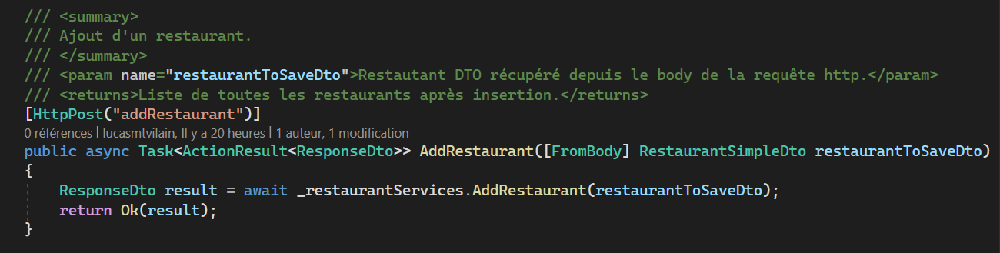 /// <summary>
/// Ajout d'un restaurant.
/// </summary>
/// <param name="restaurantToSaveDto">Restautant DTO récupéré depuis le body de la requête http.</param>
/// <returns>Liste de toutes les restaurants après insertion.</returns>
[HttpPost("addRestaurant")]
0 références | lucasmtvilain, Il y a 20 heures | 1 auteur, 1 modification
public async Task<ActionResult<ResponseDto>> AddRestaurant([FromBody] RestaurantSimpleDto restaurantToSaveDto)
{
    ResponseDto result = await _restaurantServices.AddRestaurant(restaurantToSaveDto);
    return Ok(result);
}